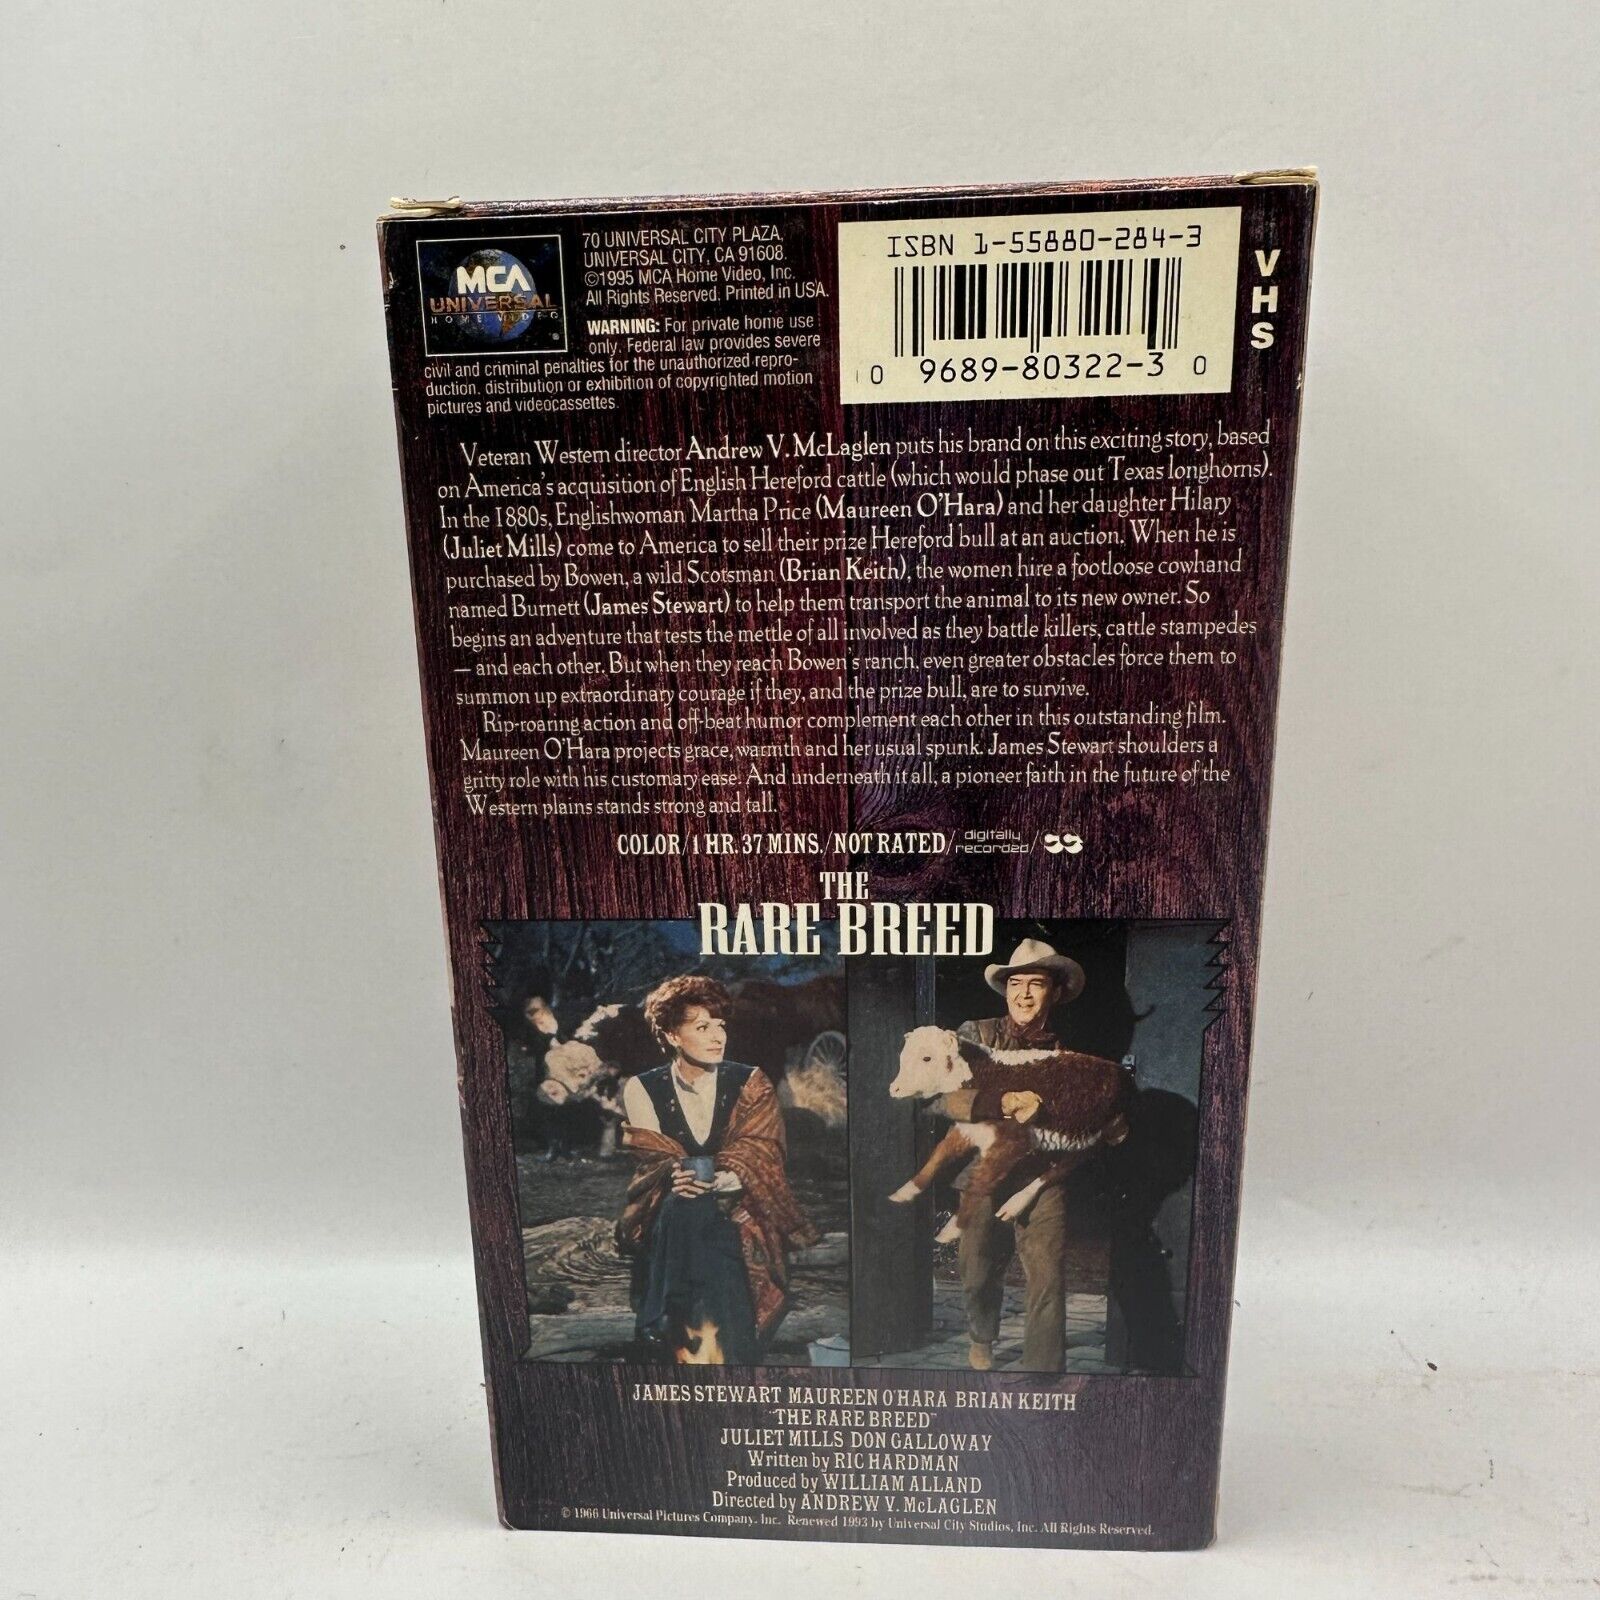 MCA
UNIVERSAL
HOME VIDEO
70 UNIVERSAL CITY PLAZA,
UNIVERSAL CITY, CA 91608.
©1995 MCA Home Video, Inc.
All Rights Reserved. Printed in USA.
WARNING: For private home use
only. Federal law provides severe
civil and criminal penalties for the unauthorized repro-
duction, distribution or exhibition of copyrighted motion
pictures and videocassettes.
ISBN 1-55880-284-3
0 9689-80322-3 0
VHS
Veteran Western director Andrew V. McLaglen puts his brand on this exciting story, based
on America's acquisition of English Hereford cattle (which would phase out Texas longhorns).
In the 1880s, Englishwoman Martha Price (Maureen O'Hara) and her daughter Hilary
(Juliet Mills) come to America to sell their prize Hereford bull at an auction. When he is
purchased by Bowen, a wild Scotsman (Brian Keith), the women hire a footloose cowhand
named Burnett (James Stewart) to help them transport the animal to its new owner. So
begins an adventure that tests the mettle of all involved as they battle killers, cattle stampedes
— and each other. But when they reach Bowen's ranch, even greater obstacles force them to
summon up extraordinary courage if they, and the prize bull, are to survive.
Rip-roaring action and off-beat humor complement each other in this outstanding film.
Maureen O'Hara projects grace, warmth and her usual spunk. James Stewart shoulders a
gritty role with his customary ease. And underneath it all, a pioneer faith in the future of the
Western plains stands strong and tall.
COLOR/1 HR. 37 MINS./NOT RATED/digitally recorded/
THE
RARE BREED
JAMES STEWART MAUREEN O'HARA BRIAN KEITH
"THE RARE BREED"
JULIET MILLS DON GALLOWAY
Written by RIC HARDMAN
Produced by WILLIAM ALLAND
Directed by ANDREW V. McLAGLEN
© 1966 Universal Pictures Company, Inc. Renewed 1993 by Universal City Studios, Inc. All Rights Reserved.